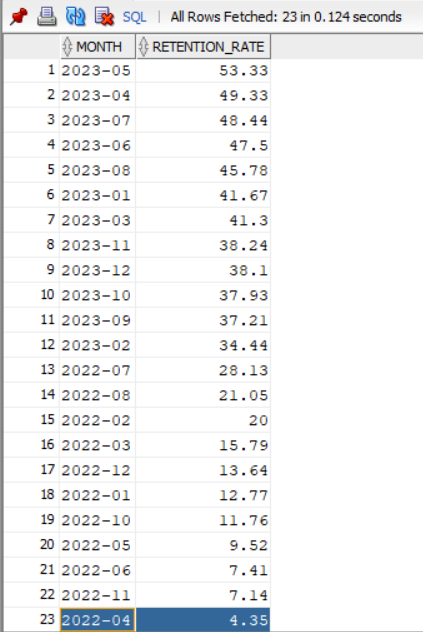 SQL | All Rows Fetched: 23 in 0.124 seconds
MONTH RETENTION_RATE
1 2023-05 53.33
2 2023-04 49.33
3 2023-07 48.44
4 2023-06 47.5
5 2023-08 45.78
6 2023-01 41.67
7 2023-03 41.3
8 2023-11 38.24
9 2023-12 38.1
10 2023-10 37.93
11 2023-09 37.21
12 2023-02 34.44
13 2022-07 28.13
14 2022-08 21.05
15 2022-02 20
16 2022-03 15.79
17 2022-12 13.64
18 2022-01 12.77
19 2022-10 11.76
20 2022-05 9.52
21 2022-06 7.41
22 2022-11 7.14
23 2022-04 4.35